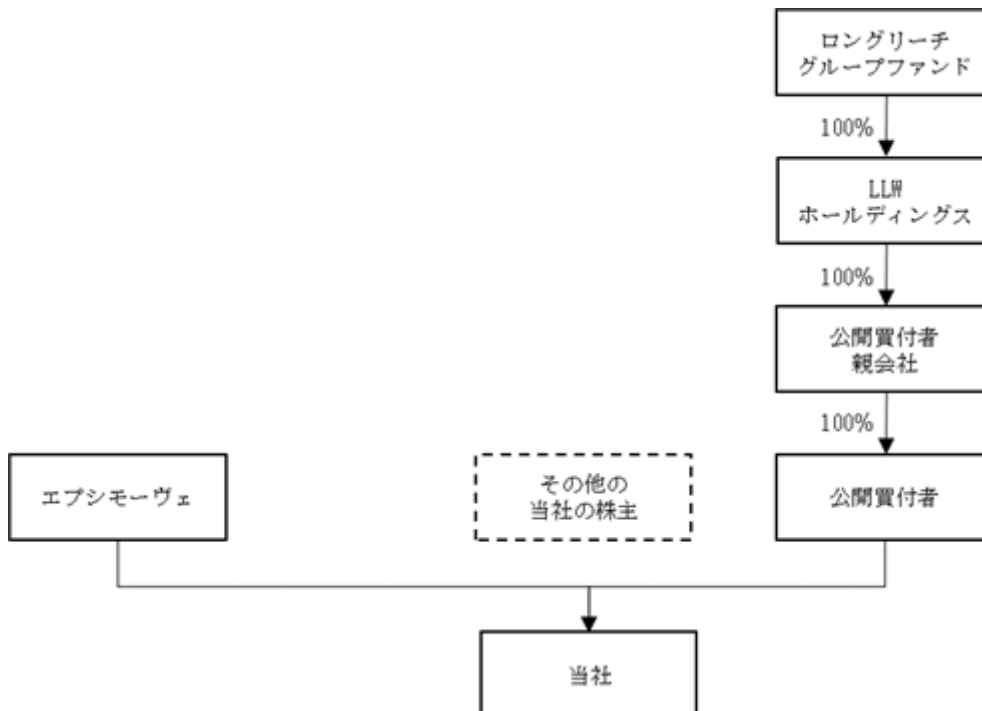 ロングリーチ
グループファンド
100%
LLW
ホールディングス
100%
公開買付者
親会社
100%
エプシモーヴェ
その他の
当社の株主
公開買付者
当社